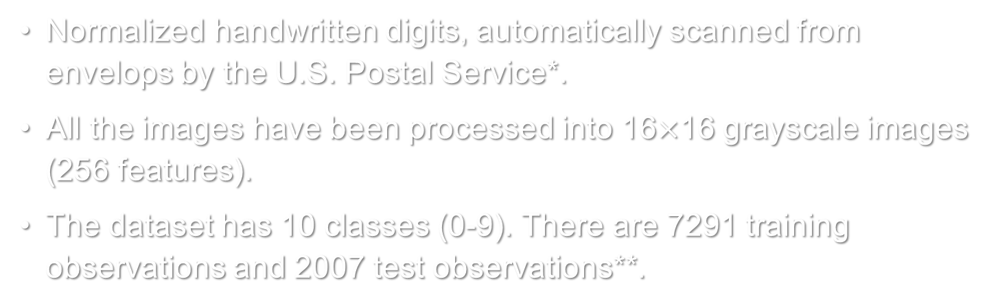 • Normalized handwritten digits, automatically scanned from
envelops by the U.S. Postal Service*.
• All the images have been processed into 16×16 grayscale images
(256 features).
• The dataset has 10 classes (0-9). There are 7291 training
observations and 2007 test observations**.